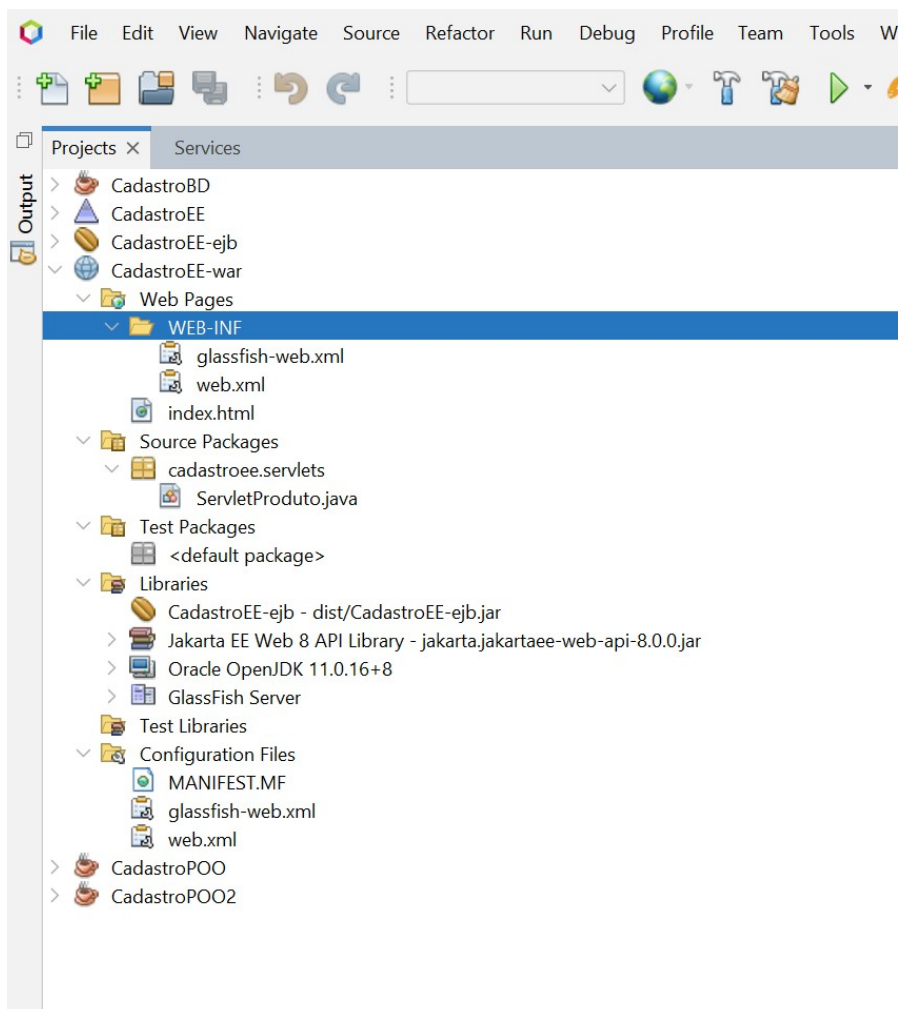 File Edit View Navigate Source Refactor Run Debug Profile Team Tools W
Projects Services
Output
CadastroBD
CadastroEE
CadastroEE-ejb
CadastroEE-war
Web Pages
WEB-INF
glassfish-web.xml
web.xml
index.html
Source Packages
cadastroee.servlets
ServletProduto.java
Test Packages
<default package>
Libraries
CadastroEE-ejb - dist/CadastroEE-ejb.jar
Jakarta EE Web 8 API Library - jakarta.jakartaee-web-api-8.0.0.jar
Oracle OpenJDK 11.0.16+8
GlassFish Server
Test Libraries
Configuration Files
MANIFEST.MF
glassfish-web.xml
web.xml
CadastroPOO
CadastroPOO2